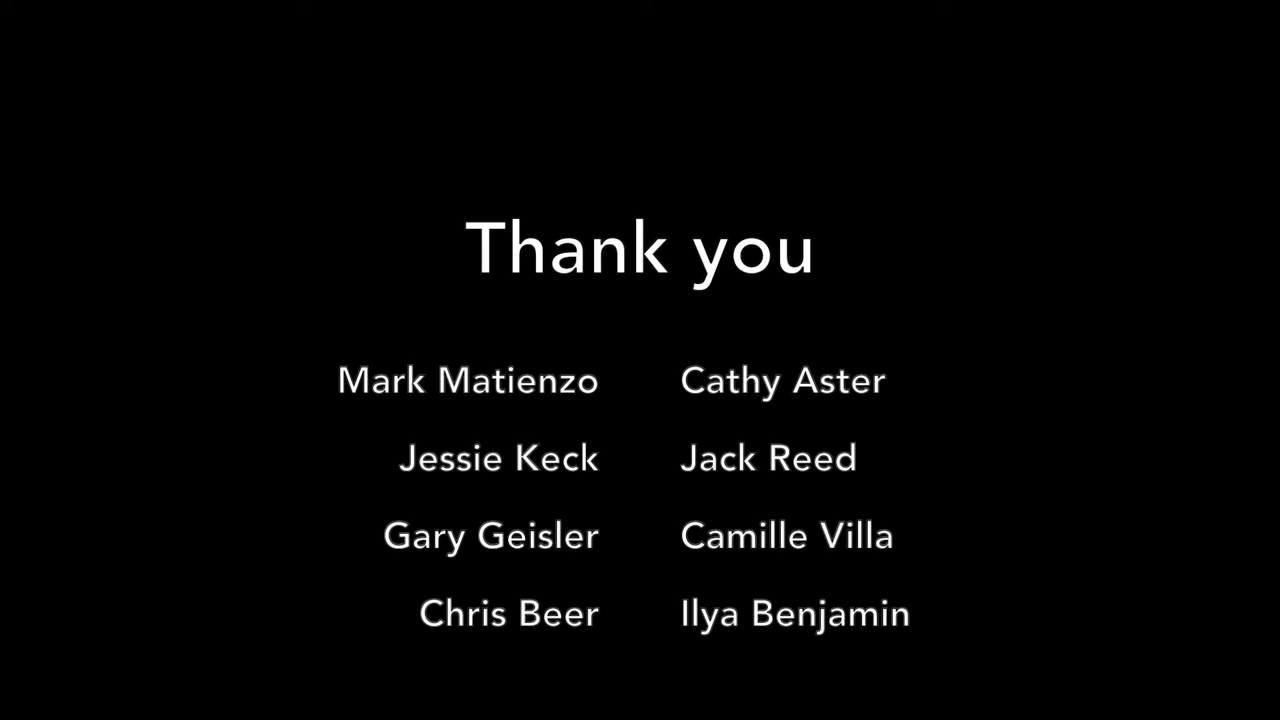 Thank you
Mark Matienzo Cathy Aster
Jessie Keck Jack Reed
Gary Geisler Camille Villa
Chris Beer Ilya Benjamin